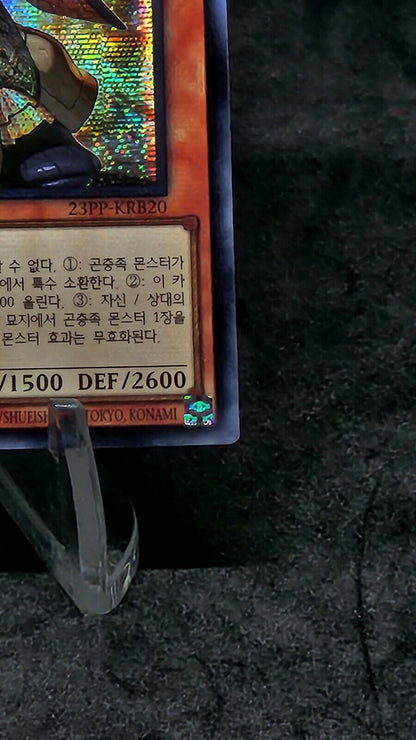 23PP-KRB20
수 없다. ①: 곤충족 몬스터가
에서 특수 소환한다. ②: 이 카
00 올린다. ③: 자신 / 상대의
묘지에서 곤충족 몬스터 1장을
몬스터 효과는 무효화된다.
/1500 DEF/2600
/SHUEISH TOKYO, KONAMI